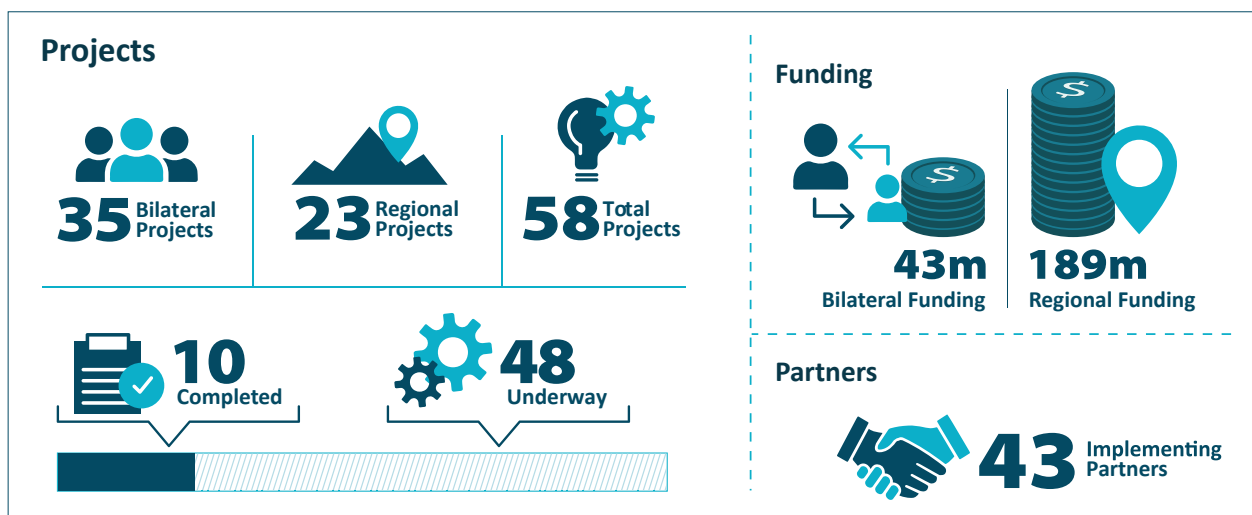 Projects
35 Bilateral
Projects
23 Regional
Projects
58 Total
Projects
10
Completed
48
Underway
Funding
$
$
43m
Bilateral Funding
189m
Regional Funding
Partners
43 Implementing
Partners